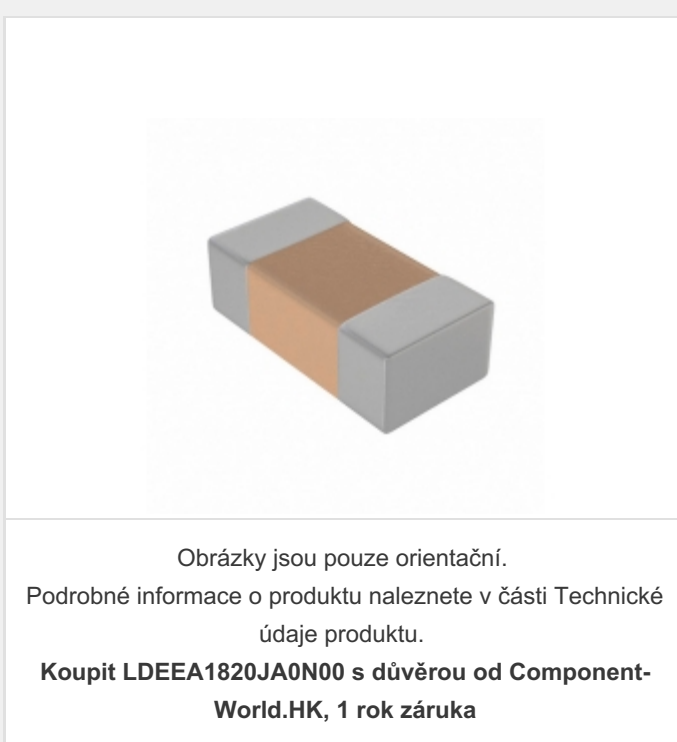 Obrázky jsou pouze orientační.
Podrobné informace o produktu naleznete v části Technické
údaje produktu.
Koupit LDEEA1820JA0N00 s důvěrou od Component-
World.HK, 1 rok záruka